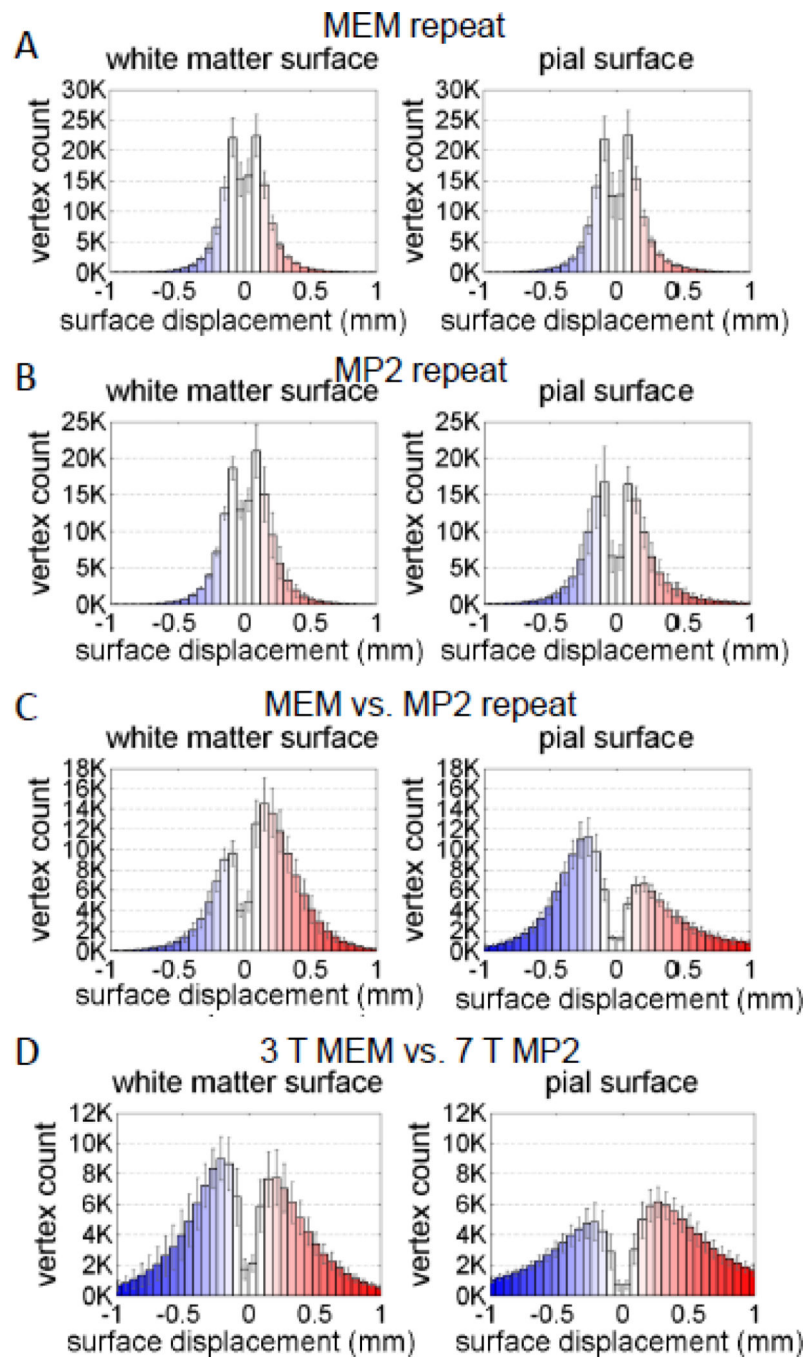 A
MEM repeat
white matter surface
pial surface
30K
25K
20K
15K
10K
5K
0K
vertex count
-1 -0.5 0 0.5 1
surface displacement (mm)
30K
25K
20K
15K
10K
5K
0K
vertex count
-1 -0.5 0 0.5 1
surface displacement (mm)
B
MP2 repeat
white matter surface
pial surface
25K
20K
15K
10K
5K
0K
vertex count
-1 -0.5 0 0.5 1
surface displacement (mm)
25K
20K
15K
10K
5K
0K
vertex count
-1 -0.5 0 0.5 1
surface displacement (mm)
C
MEM vs. MP2 repeat
white matter surface
pial surface
18K
16K
14K
12K
10K
8K
6K
4K
2K
0K
vertex count
-1 -0.5 0 0.5 1
surface displacement (mm)
18K
16K
14K
12K
10K
8K
6K
4K
2K
0K
vertex count
-1 -0.5 0 0.5 1
surface displacement (mm)
D
3 T MEM vs. 7 T MP2
white matter surface
pial surface
12K
10K
8K
6K
4K
2K
0K
vertex count
-1 -0.5 0 0.5 1
surface displacement (mm)
12K
10K
8K
6K
4K
2K
0K
vertex count
-1 -0.5 0 0.5 1
surface displacement (mm)